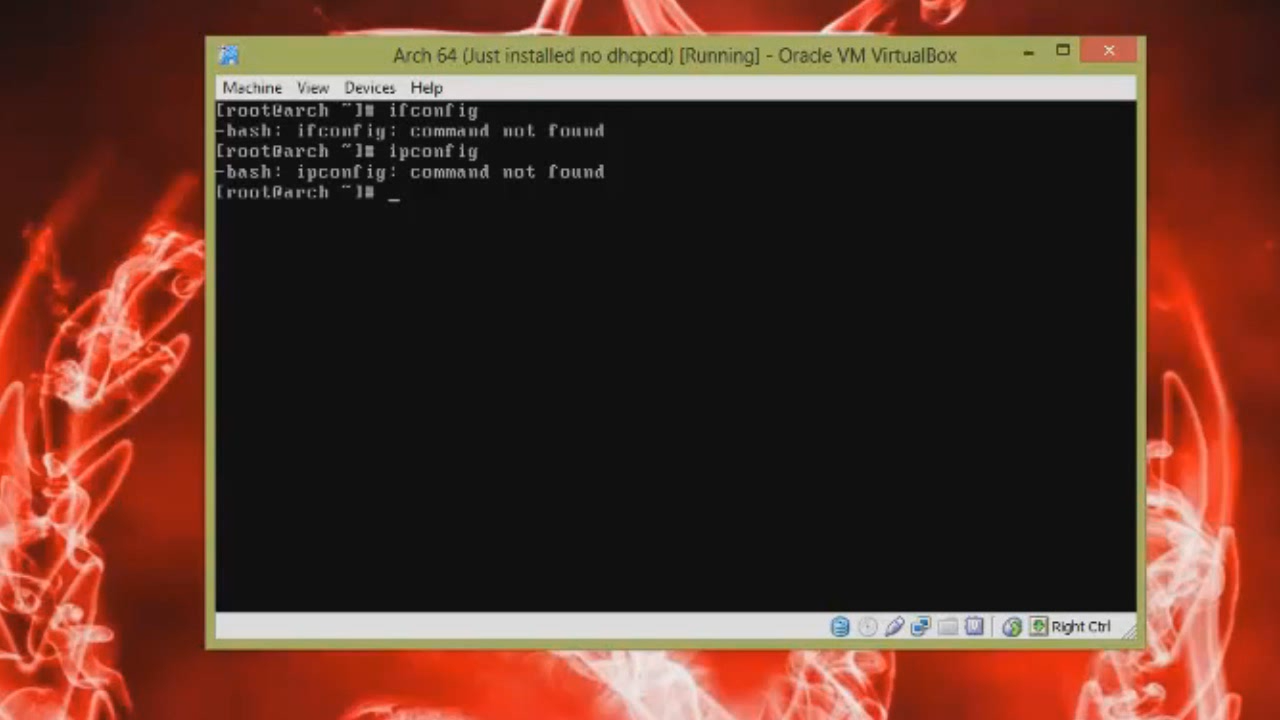 Arch 64 (Just installed no dhcpcd) [Running] - Oracle VM VirtualBox
Machine View Devices Help
[root@arch ~]# ifconfig
-bash: ifconfig: command not found
[root@arch ~]# ipconfig
-bash: ipconfig: command not found
[root@arch ~]# _
Right Ctrl